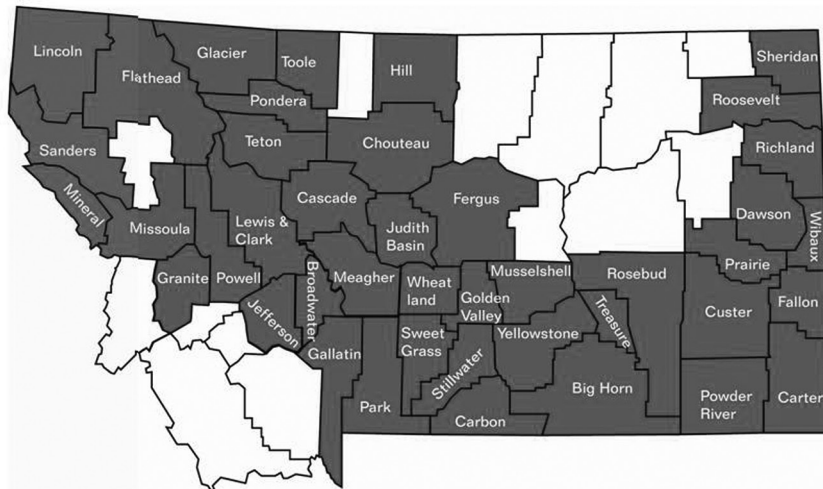 Lincoln
Flathead
Glacier
Toole
Hill
Sheridan
Pondera
Roosevelt
Teton
Chouteau
Richland
Sanders
Mineral
Missoula
Lewis &
Clark
Cascade
Judith
Basin
Fergus
Dawson
Wibaux
Granite
Powell
Jefferson
Broadwater
Meagher
Wheat
land
Golden
Valley
Musselshell
Rosebud
Treasure
Prairie
Custer
Fallon
Gallatin
Park
Sweet
Grass
Stillwater
Yellowstone
Carbon
Big Horn
Powder
River
Carter